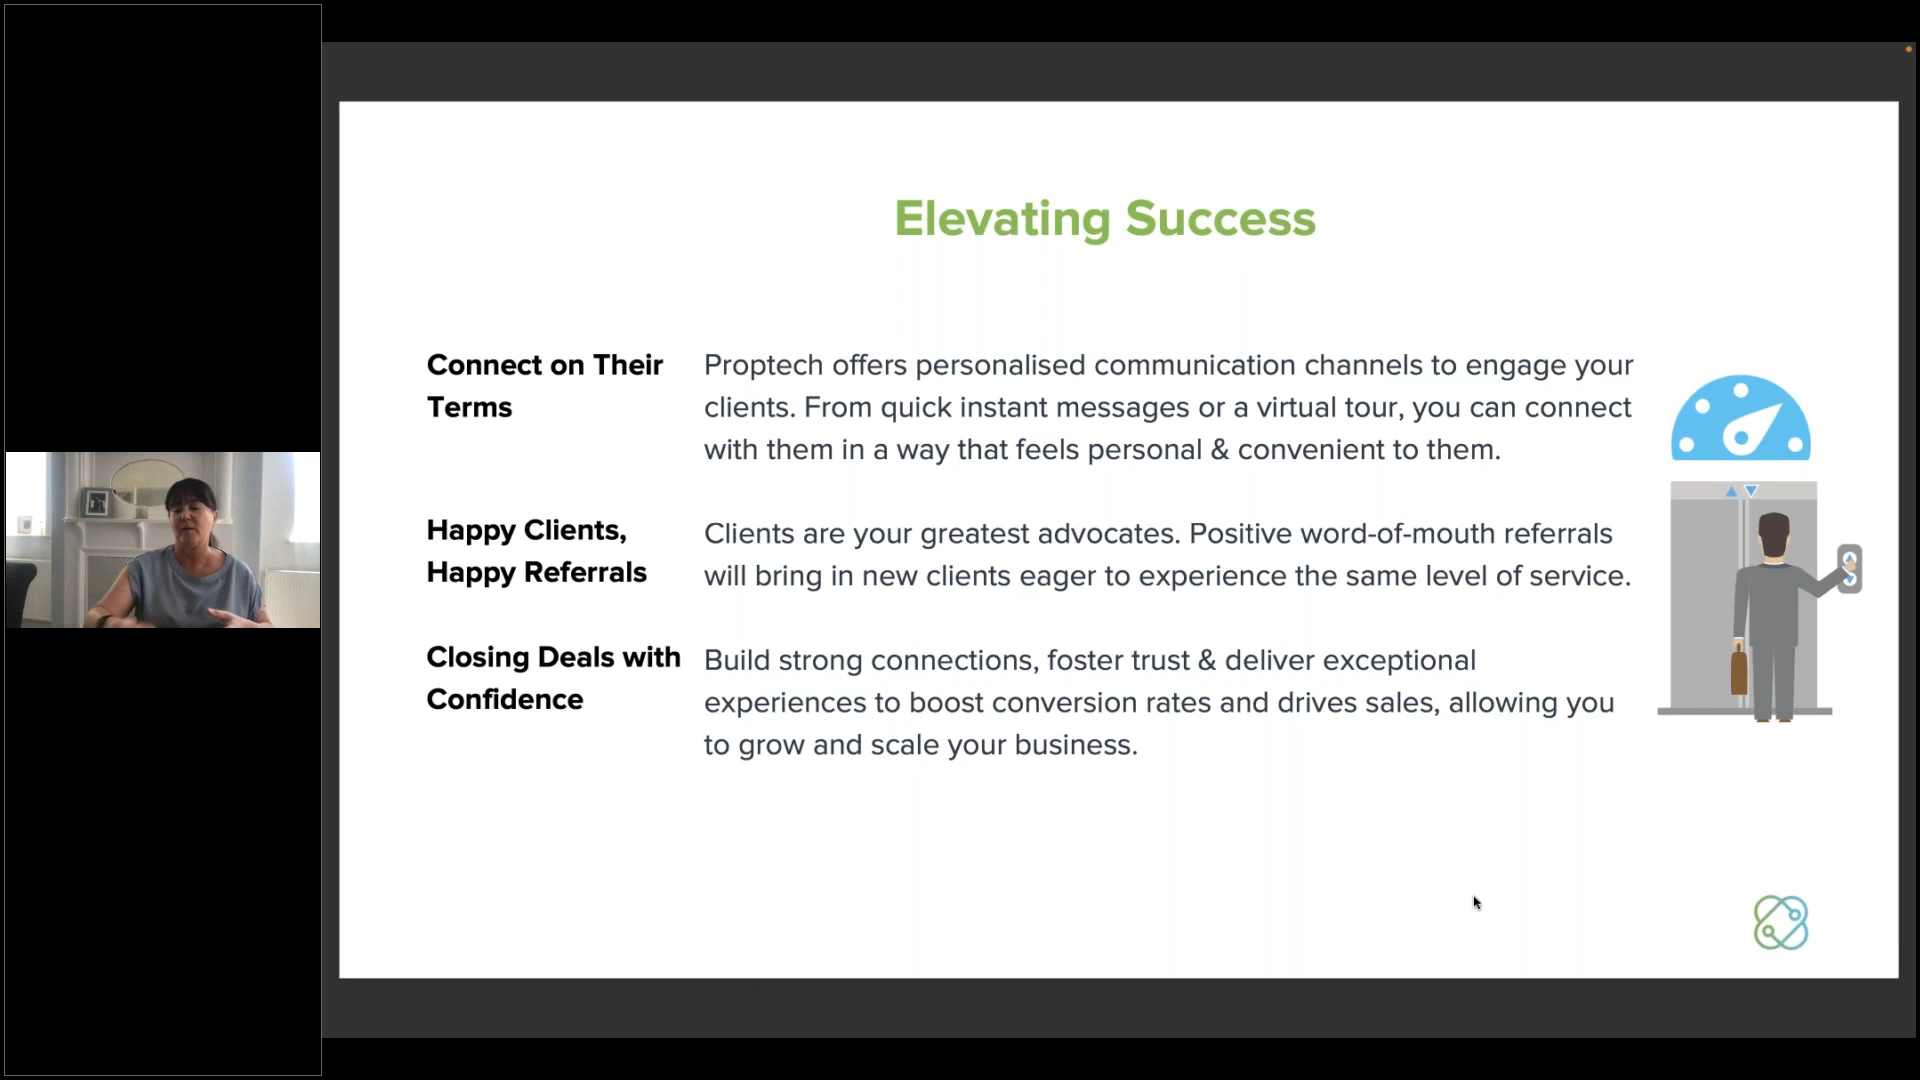 Elevating Success
Connect on Their
Terms
Proptech offers personalised communication channels to engage your
clients. From quick instant messages or a virtual tour, you can connect
with them in a way that feels personal & convenient to them.
Happy Clients,
Happy Referrals
Clients are your greatest advocates. Positive word-of-mouth referrals
will bring in new clients eager to experience the same level of service.
Closing Deals with
Confidence
Build strong connections, foster trust & deliver exceptional
experiences to boost conversion rates and drives sales, allowing you
to grow and scale your business.